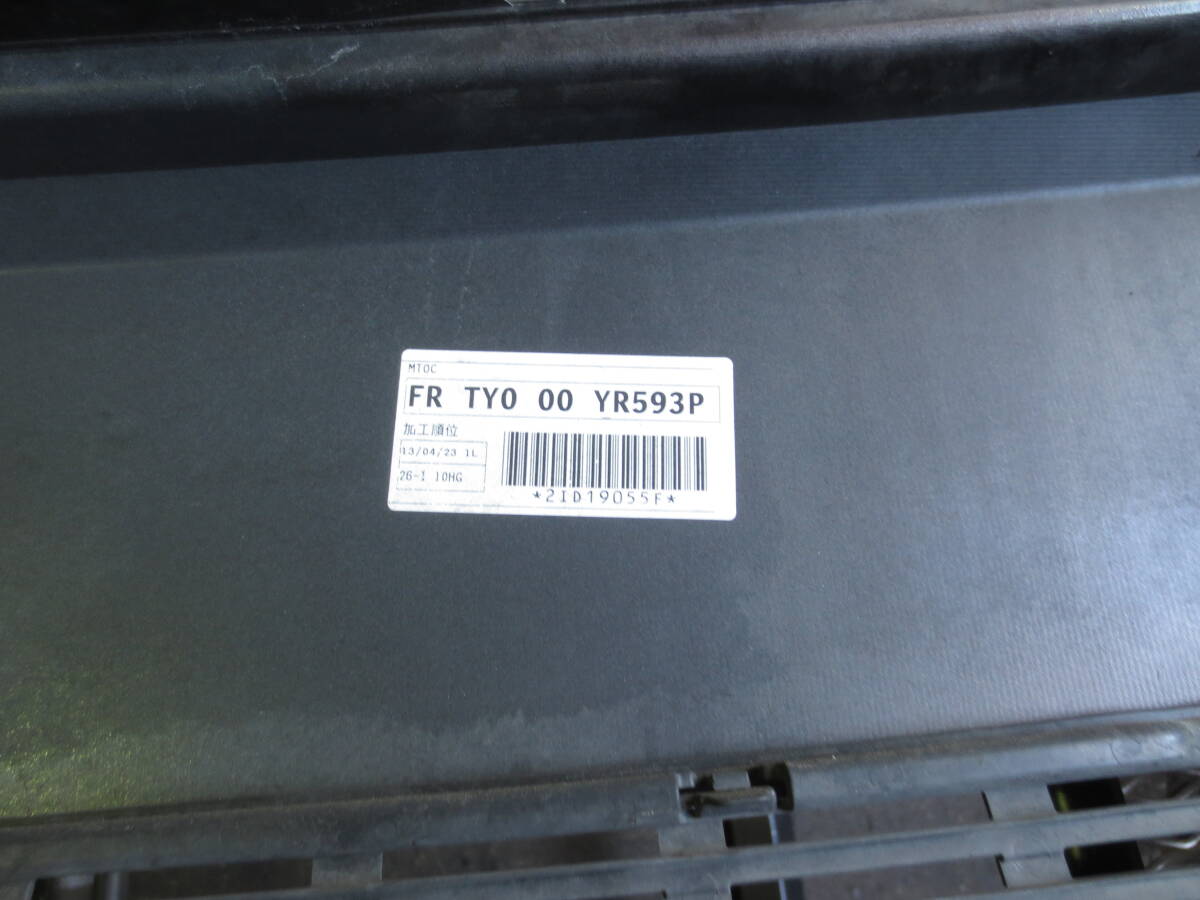 MTOC
FR TY0 00 YR593P
加工順位
13/04/23 1L
26-1 10HG
*2ID19055F*